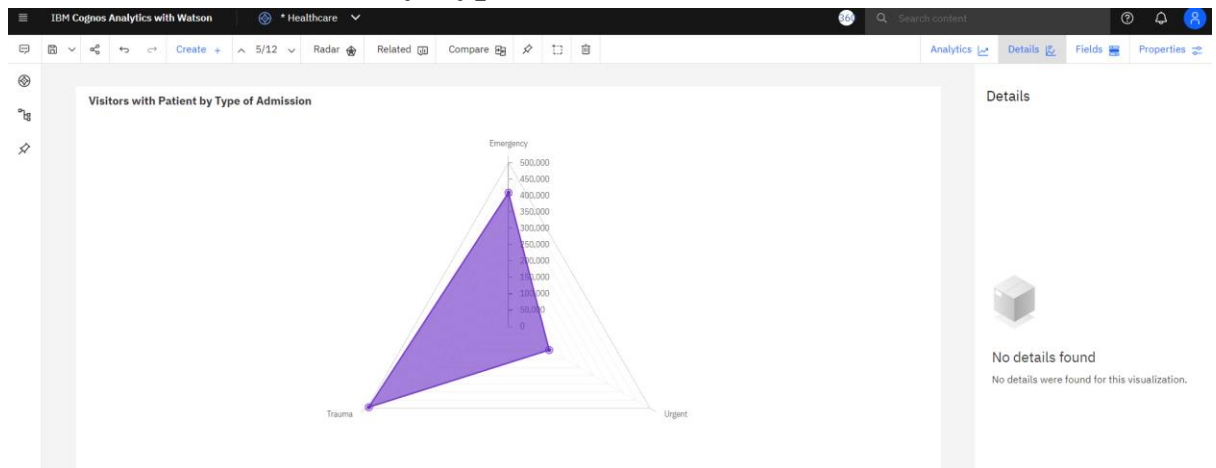 IBM Cognos Analytics with Watson
* Healthcare
360
Search content
Create +
5/12
Radar
Related
Compare
Analytics
Details
Fields
Properties
Visitors with Patient by Type of Admission
Details
Emergency
500,000
450,000
400,000
350,000
300,000
250,000
200,000
150,000
100,000
50,000
0
Trauma
Urgent
No details found
No details were found for this visualization.